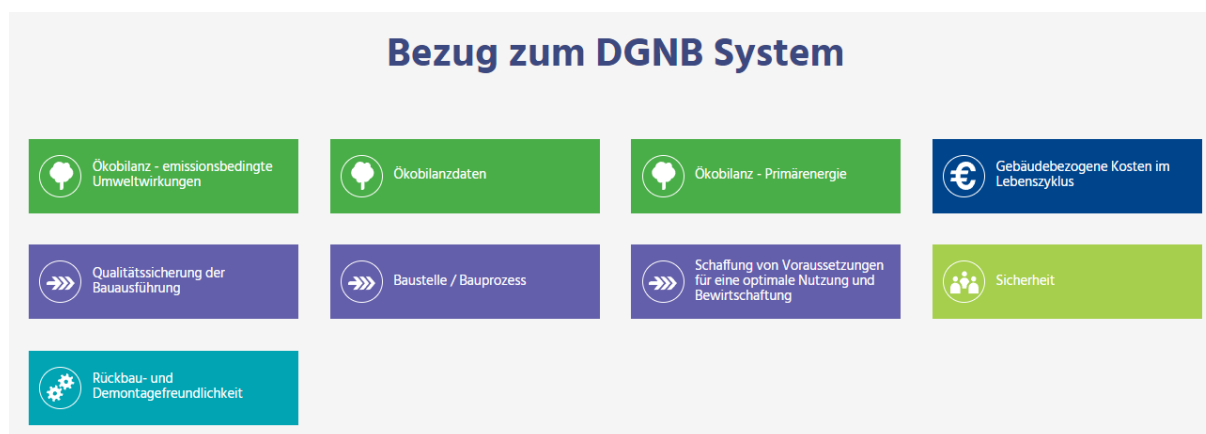 Bezug zum DGNB System
Ökobilanz - emissionsbedingte
Umweltwirkungen
Ökobilanzdaten
Ökobilanz - Primärenergie
Gebäudebezogene Kosten im
Lebenszyklus
Qualitätssicherung der
Bauausführung
Baustelle / Bauprozess
Schaffung von Voraussetzungen
für eine optimale Nutzung und
Bewirtschaftung
Sicherheit
Rückbau- und
Demontagefreundlichkeit